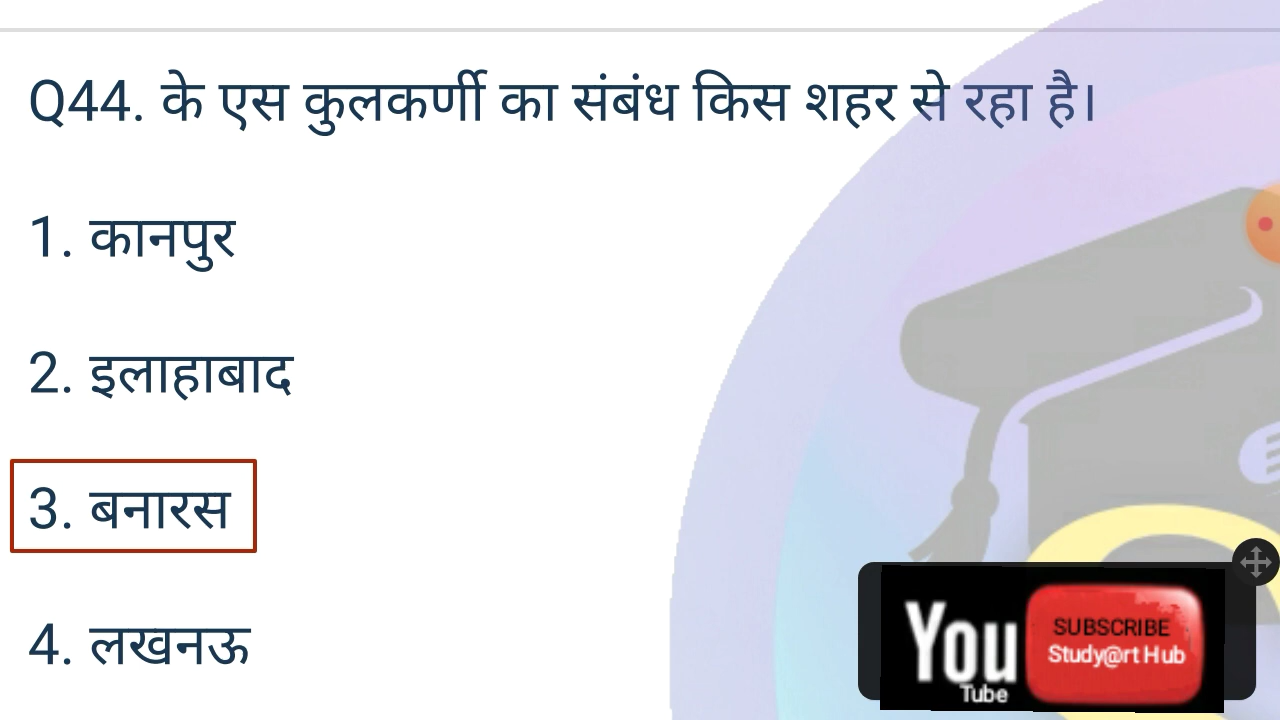 Q44. के एस कुलकर्णी का संबंध किस शहर से रहा है।
1. कानपुर
2. इलाहाबाद
3. बनारस
4. लखनऊ
You
Tube
SUBSCRIBE
Study@rt Hub